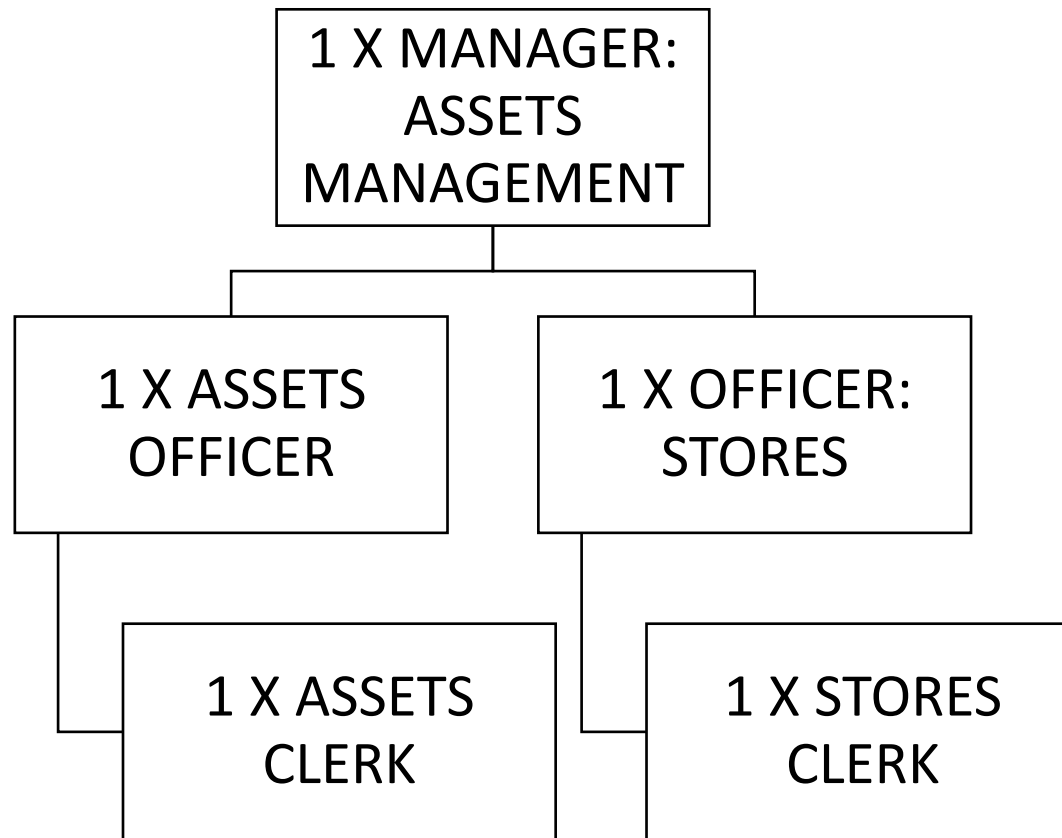 1 X MANAGER:
ASSETS
MANAGEMENT
1 X ASSETS
OFFICER
1 X OFFICER:
STORES
1 X ASSETS
CLERK
1 X STORES
CLERK